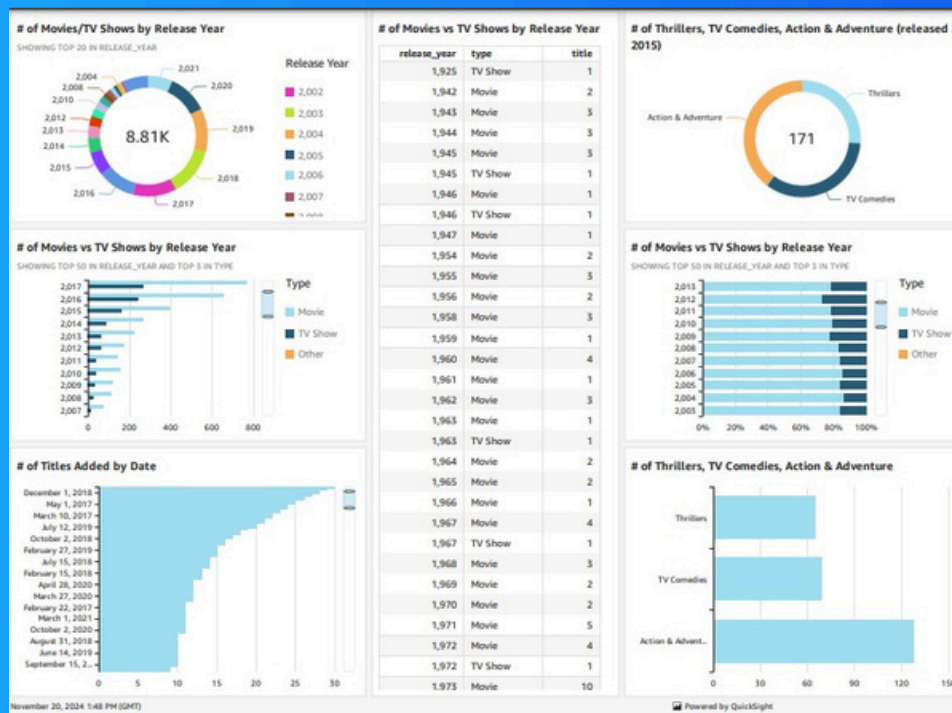 # of Movies/TV Shows by Release Year
SHOWING TOP 20 IN RELEASE_YEAR
2,021
2,020
2,019
2,018
2,017
2,016
2,015
2,014
2,013
2,012
2,010
2,008
2,004
8.81K
Release Year
2,002
2,003
2,004
2,005
2,006
2,007
2,008
# of Movies vs TV Shows by Release Year
SHOWING TOP 50 IN RELEASE_YEAR AND TOP 3 IN TYPE
2,017
2,016
2,015
2,014
2,013
2,012
2,011
2,010
2,009
2,008
2,007
0 200 400 600 800
Type
Movie
TV Show
Other
# of Titles Added by Date
December 1, 2018
May 1, 2017
March 10, 2017
July 12, 2019
October 2, 2018
February 27, 2019
July 15, 2018
February 15, 2018
April 28, 2020
March 27, 2020
February 22, 2017
March 1, 2021
October 2, 2020
August 31, 2018
June 14, 2019
September 15, 2...
0 5 10 15 20 25 30
# of Movies vs TV Shows by Release Year
release_year type title
1,925 TV Show 1
1,942 Movie 2
1,943 Movie 3
1,944 Movie 3
1,945 Movie 3
1,945 TV Show 1
1,946 Movie 1
1,946 TV Show 1
1,947 Movie 1
1,954 Movie 2
1,955 Movie 3
1,956 Movie 2
1,958 Movie 3
1,959 Movie 1
1,960 Movie 4
1,961 Movie 1
1,962 Movie 3
1,963 Movie 1
1,963 TV Show 1
1,964 Movie 2
1,965 Movie 2
1,966 Movie 1
1,967 Movie 4
1,967 TV Show 1
1,968 Movie 3
1,969 Movie 2
1,970 Movie 2
1,971 Movie 5
1,972 Movie 4
1,972 TV Show 1
1,973 Movie 10
# of Thrillers, TV Comedies, Action & Adventure (released
2015)
Thrillers
Action & Adventure
171
TV Comedies
# of Movies vs TV Shows by Release Year
SHOWING TOP 50 IN RELEASE_YEAR AND TOP 3 IN TYPE
2,013
2,012
2,011
2,010
2,009
2,008
2,007
2,006
2,005
2,004
2,003
0% 20% 40% 60% 80% 100%
Type
Movie
TV Show
Other
# of Thrillers, TV Comedies, Action & Adventure
Thrillers
TV Comedies
Action & Advent...
0 30 60 90 120
November 20, 2024 1:48 PM (GMT)
Powered by QuickSight